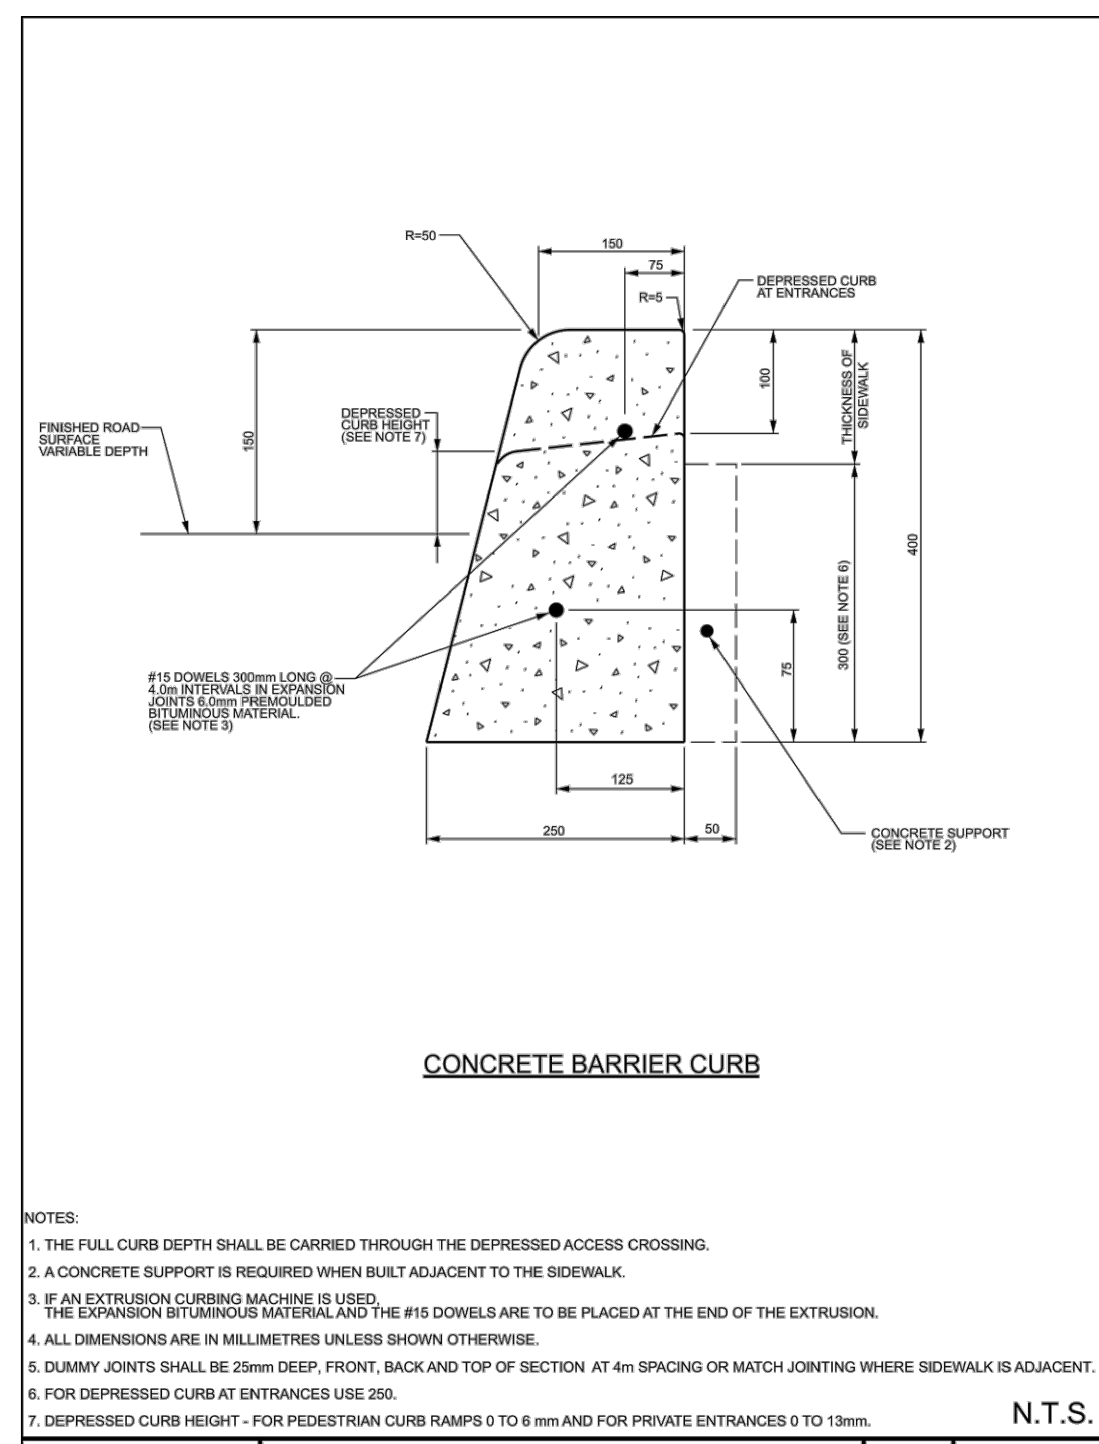 R=50
150
75
R=5
DEPRESSED CURB
AT ENTRANCES
100
THICKNESS OF
SIDEWALK
FINISHED ROAD
SURFACE
VARIABLE DEPTH
150
DEPRESSED
CURB HEIGHT
(SEE NOTE 7)
400
300 (SEE NOTE 6)
75
#15 DOWELS 300mm LONG @
4.0m INTERVALS IN EXPANSION
JOINTS 6.0mm PREMOULDED
BITUMINOUS MATERIAL.
(SEE NOTE 3)
125
250
50
CONCRETE SUPPORT
(SEE NOTE 2)
CONCRETE BARRIER CURB
NOTES:
1. THE FULL CURB DEPTH SHALL BE CARRIED THROUGH THE DEPRESSED ACCESS CROSSING.
2. A CONCRETE SUPPORT IS REQUIRED WHEN BUILT ADJACENT TO THE SIDEWALK.
3. IF AN EXTRUSION CURBING MACHINE IS USED,
THE EXPANSION BITUMINOUS MATERIAL AND THE #15 DOWELS ARE TO BE PLACED AT THE END OF THE EXTRUSION.
4. ALL DIMENSIONS ARE IN MILLIMETRES UNLESS SHOWN OTHERWISE.
5. DUMMY JOINTS SHALL BE 25mm DEEP, FRONT, BACK AND TOP OF SECTION AT 4m SPACING OR MATCH JOINTING WHERE SIDEWALK IS ADJACENT.
6. FOR DEPRESSED CURB AT ENTRANCES USE 250.
7. DEPRESSED CURB HEIGHT - FOR PEDESTRIAN CURB RAMPS 0 TO 6 mm AND FOR PRIVATE ENTRANCES 0 TO 13mm.
N.T.S.